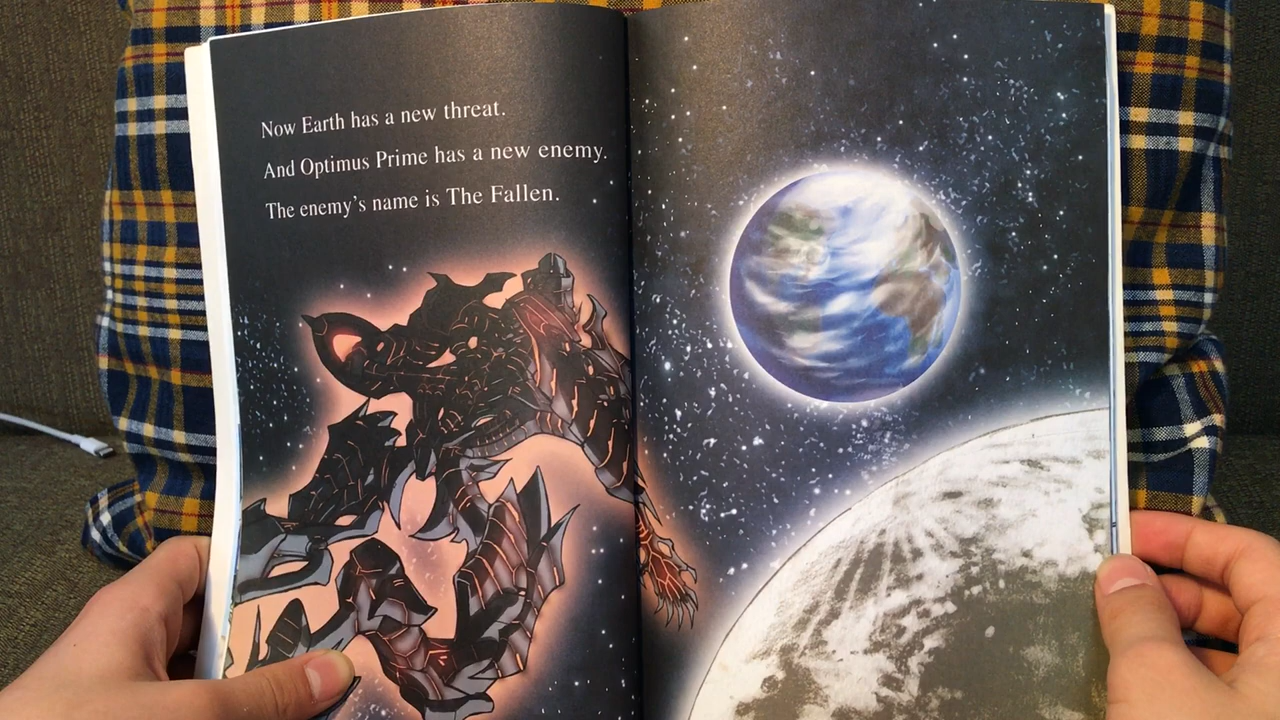 Now Earth has a new threat.
And Optimus Prime has a new enemy.
The enemy’s name is The Fallen.